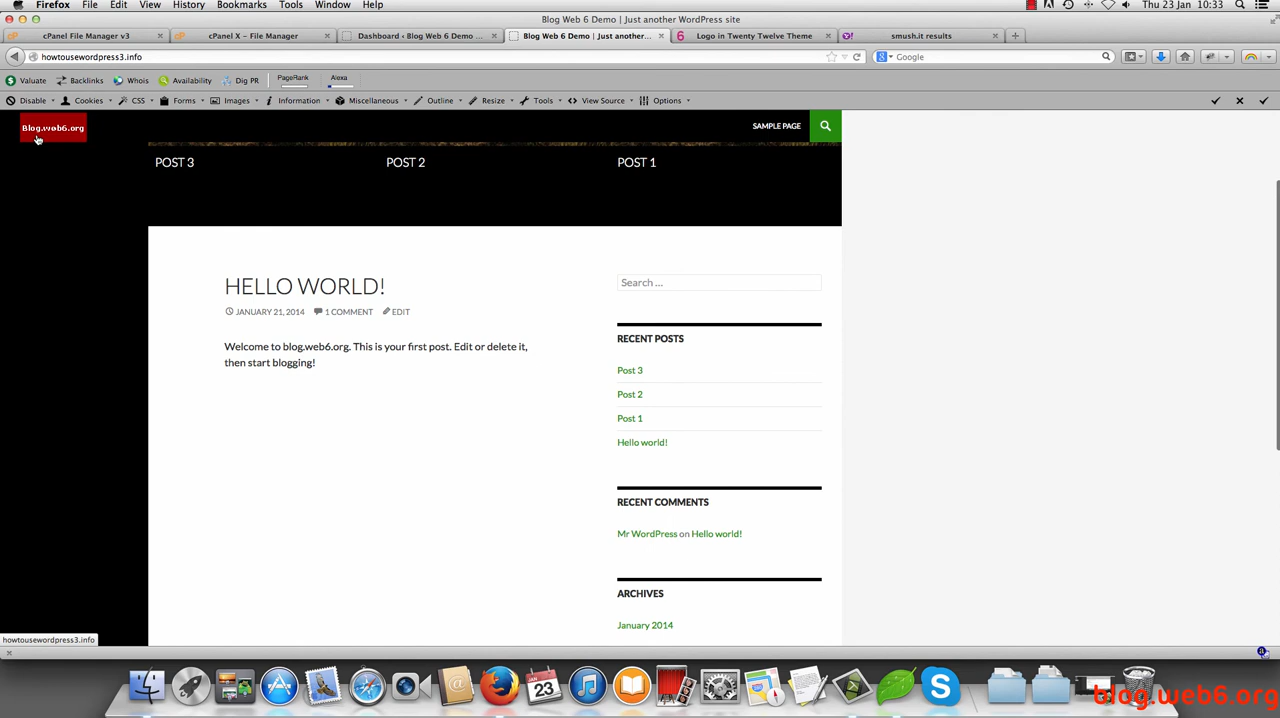 Firefox File Edit View History Bookmarks Tools Window Help Thu 23 Jan 10:33
Blog Web 6 Demo | Just another WordPress site
cPanel File Manager v3 × cPanel X - File Manager × Dashboard ‹ Blog Web 6 Demo ... × Blog Web 6 Demo | Just another... × 6 Logo in Twenty Twelve Theme × Y! smush.it results × +
howtousewordpress3.info Google
Valuate Backlinks Whois Availability Dig PR PageRank Alexa
Disable Cookies CSS Forms Images Information Miscellaneous Outline Resize Tools View Source Options
Blog.web6.org SAMPLE PAGE
POST 3 POST 2 POST 1
HELLO WORLD!
JANUARY 21, 2014 1 COMMENT EDIT
Welcome to blog.web6.org. This is your first post. Edit or delete it,
then start blogging!
Search ...
RECENT POSTS
Post 3
Post 2
Post 1
Hello world!
RECENT COMMENTS
Mr WordPress on Hello world!
ARCHIVES
January 2014
howtousewordpress3.info
23
blog.web6.org